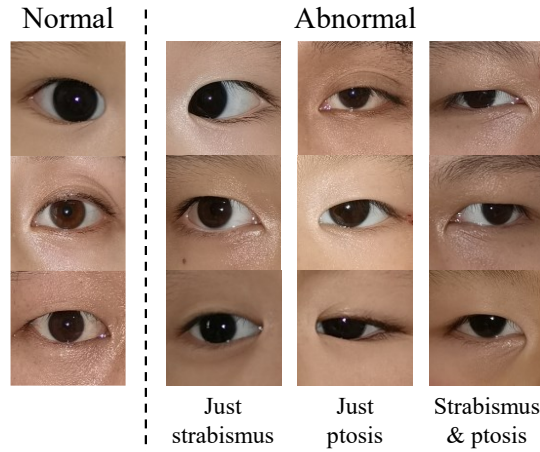 Normal
Abnormal
Just
strabismus
Just
ptosis
Strabismus
& ptosis